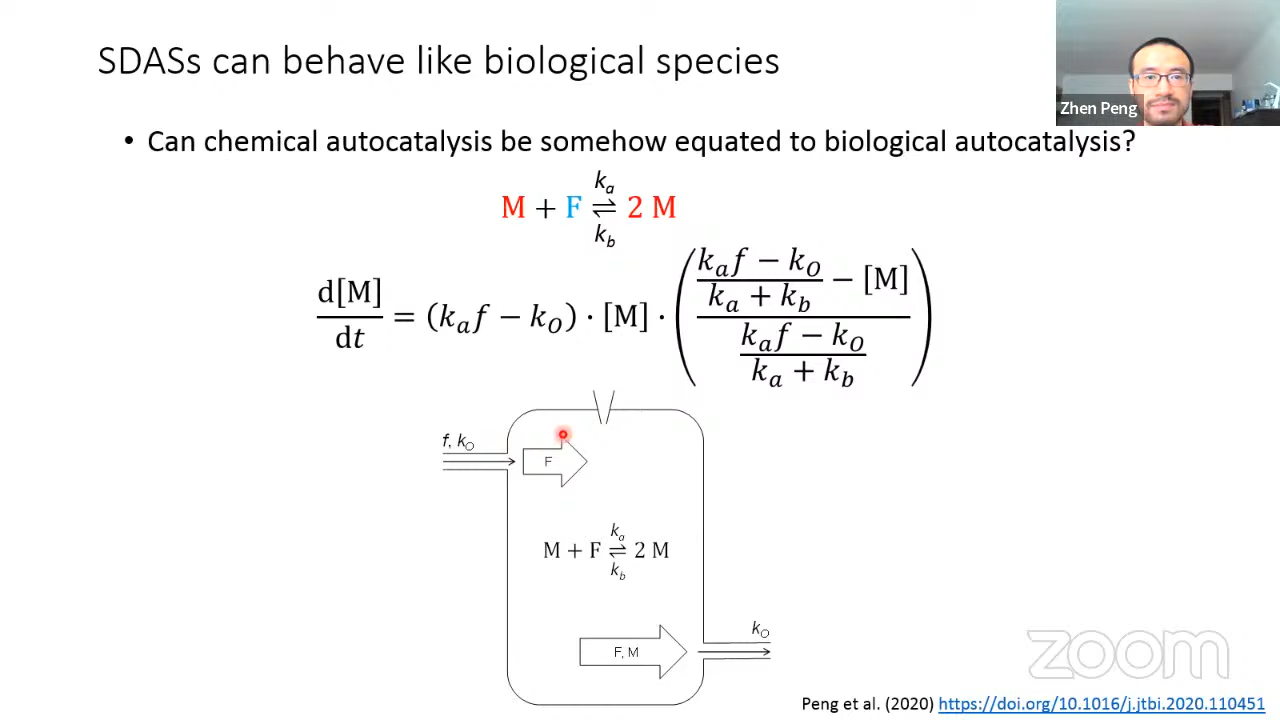 SDASs can behave like biological species
Zhen Peng
• Can chemical autocatalysis be somehow equated to biological autocatalysis?
k_a
M + F ⇌ 2 M
k_b
d[M]/dt = (k_a f − k_O) · [M] · (((k_a f − k_O)/(k_a + k_b) − [M])/((k_a f − k_O)/(k_a + k_b)))
f, k_O
F
k_a
M + F ⇌ 2 M
k_b
k_O
F, M
zoom
Peng et al. (2020) https://doi.org/10.1016/j.jtbi.2020.110451